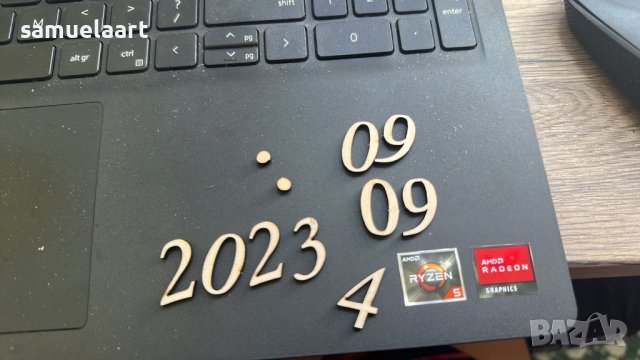 samuelaart
shift
enter
alt gr
ctrl
pg
pg
>
0
.
09
09
2023
4
AMD
RYZEN
5
AMD
RADEON
GRAPHICS
BAZAR
.bg